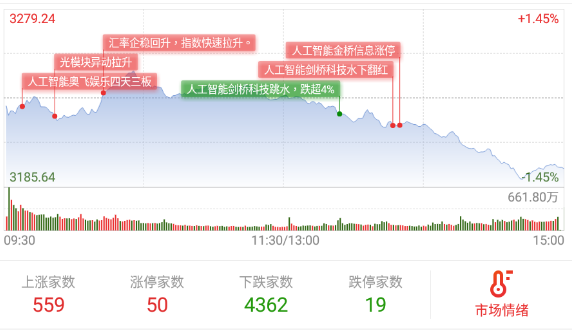 3279.24
+1.45%
汇率企稳回升，指数快速拉升。
人工智能金桥信息涨停
光模块异动拉升
人工智能剑桥科技水下翻红
人工智能奥飞娱乐四天三板
人工智能剑桥科技跳水，跌超4%
3185.64
-1.45%
661.80万
09:30
11:30/13:00
15:00
上涨家数
涨停家数
下跌家数
跌停家数
559
50
4362
19
市场情绪